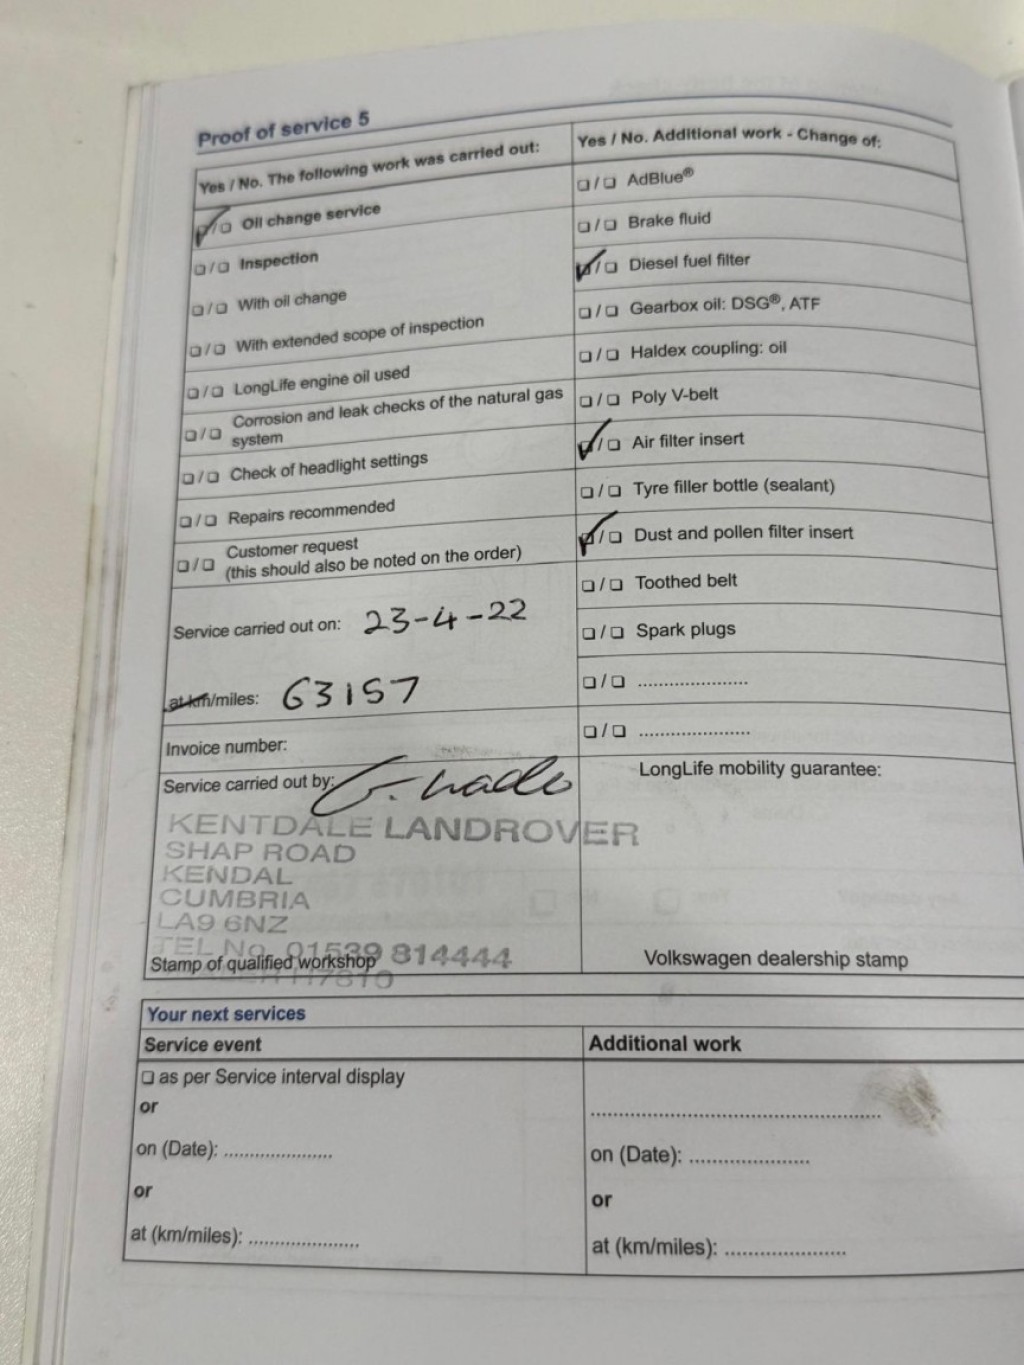 Proof of service 5
Yes / No. The following work was carried out:
☑/☐ Oil change service
☐/☐ Inspection
☐/☐ With oil change
☐/☐ With extended scope of inspection
☐/☐ LongLife engine oil used
☐/☐ Corrosion and leak checks of the natural gas
system
☐/☐ Check of headlight settings
☐/☐ Repairs recommended
☐/☐ Customer request
(this should also be noted on the order)
Service carried out on: 23-4-22
at km/miles: 63157
Invoice number:
Service carried out by:
KENTDALE LANDROVER
SHAP ROAD
KENDAL
CUMBRIA
LA9 6NZ
TEL No. 01539 814444
Stamp of qualified workshop
Yes / No. Additional work - Change of:
☐/☐ AdBlue®
☐/☐ Brake fluid
☑/☐ Diesel fuel filter
☐/☐ Gearbox oil: DSG®, ATF
☐/☐ Haldex coupling: oil
☐/☐ Poly V-belt
☑/☐ Air filter insert
☐/☐ Tyre filler bottle (sealant)
☑/☐ Dust and pollen filter insert
☐/☐ Toothed belt
☐/☐ Spark plugs
☐/☐ .....................
☐/☐ .....................
LongLife mobility guarantee:
Volkswagen dealership stamp
Your next services
Service event
☐ as per Service interval display
or
on (Date): .....................
or
at (km/miles): .....................
Additional work
.......................................................
on (Date): .....................
or
at (km/miles): .....................